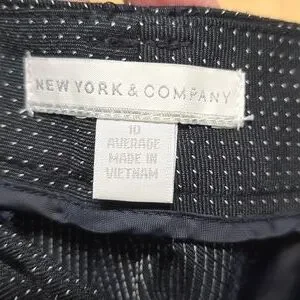 NEW YORK & COMPANY
10
AVERAGE
MADE IN
VIETNAM